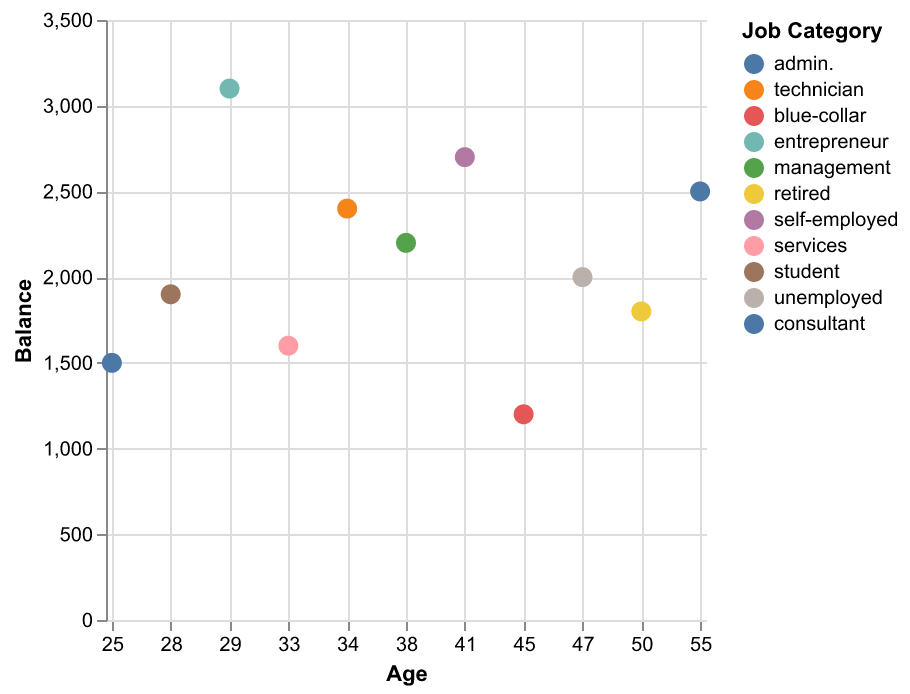 3,500
3,000
2,500
2,000
1,500
1,000
500
0
Balance
25 28 29 33 34 38 41 45 47 50 55
Age
Job Category
admin.
technician
blue-collar
entrepreneur
management
retired
self-employed
services
student
unemployed
consultant